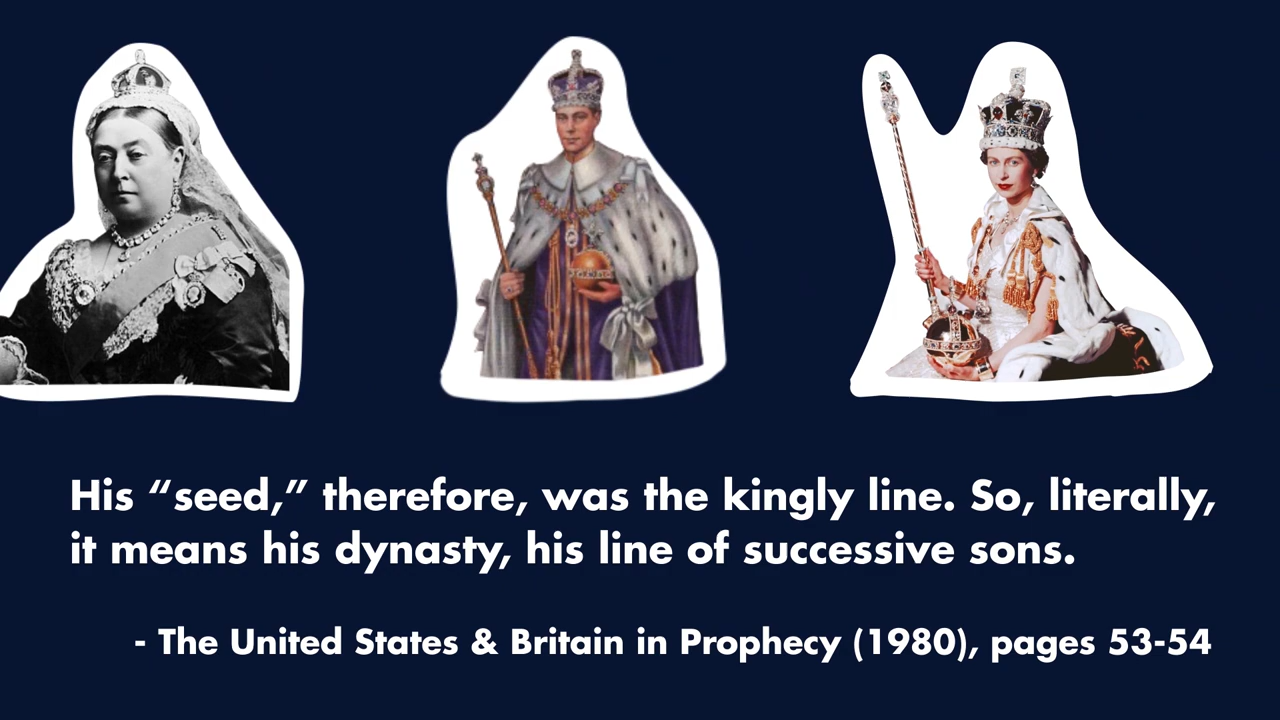 His “seed,” therefore, was the kingly line. So, literally,
it means his dynasty, his line of successive sons.
- The United States & Britain in Prophecy (1980), pages 53-54